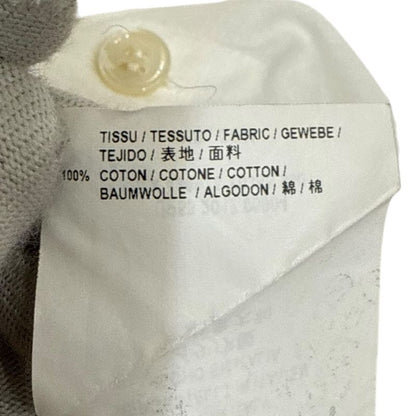 TISSU / TESSUTO / FABRIC / GEWEBE /
TEJIDO / 表地 / 面料
100% COTON / COTONE / COTTON /
BAUMWOLLE / ALGODON / 綿 / 棉